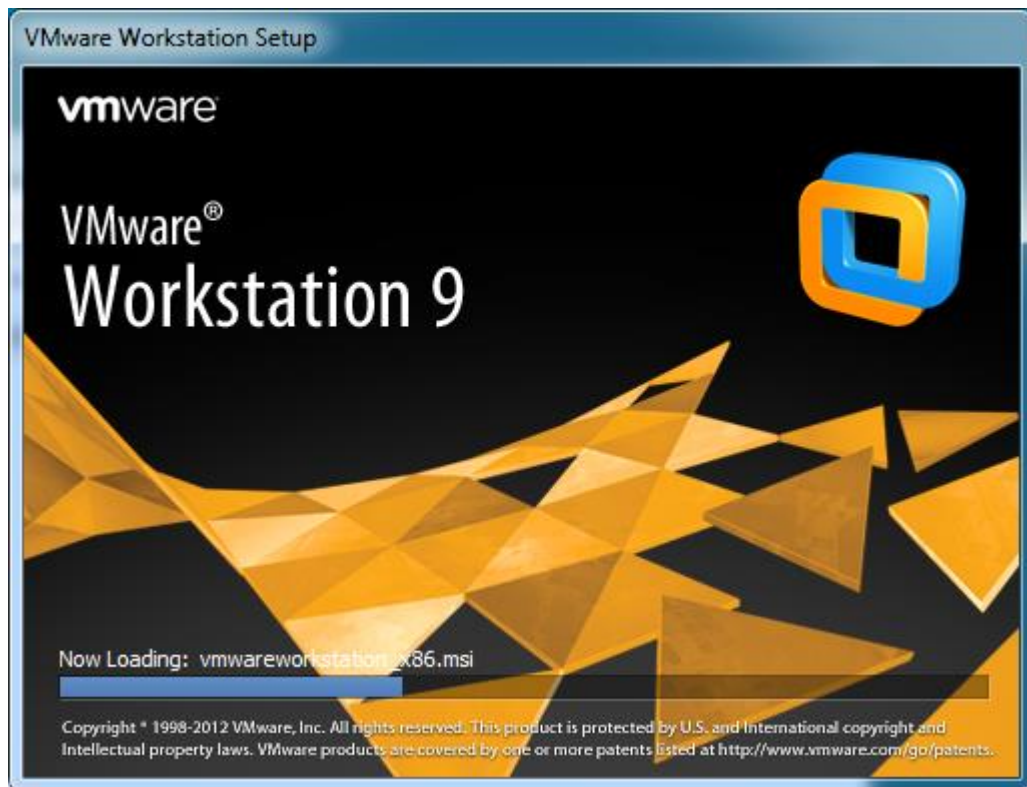 VMware Workstation Setup
vmware
VMware®
Workstation 9
Now Loading: vmwareworkstation_x86.msi
Copyright © 1998-2012 VMware, Inc. All rights reserved. This product is protected by U.S. and International copyright and
Intellectual property laws. VMware products are covered by one or more patents listed at http://www.vmware.com/go/patents.